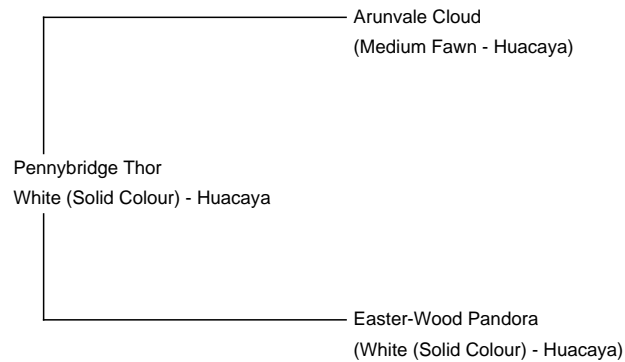 Arunvale Cloud
(Medium Fawn - Huacaya)
Pennybridge Thor
White (Solid Colour) - Huacaya
Easter-Wood Pandora
(White (Solid Colour) - Huacaya)